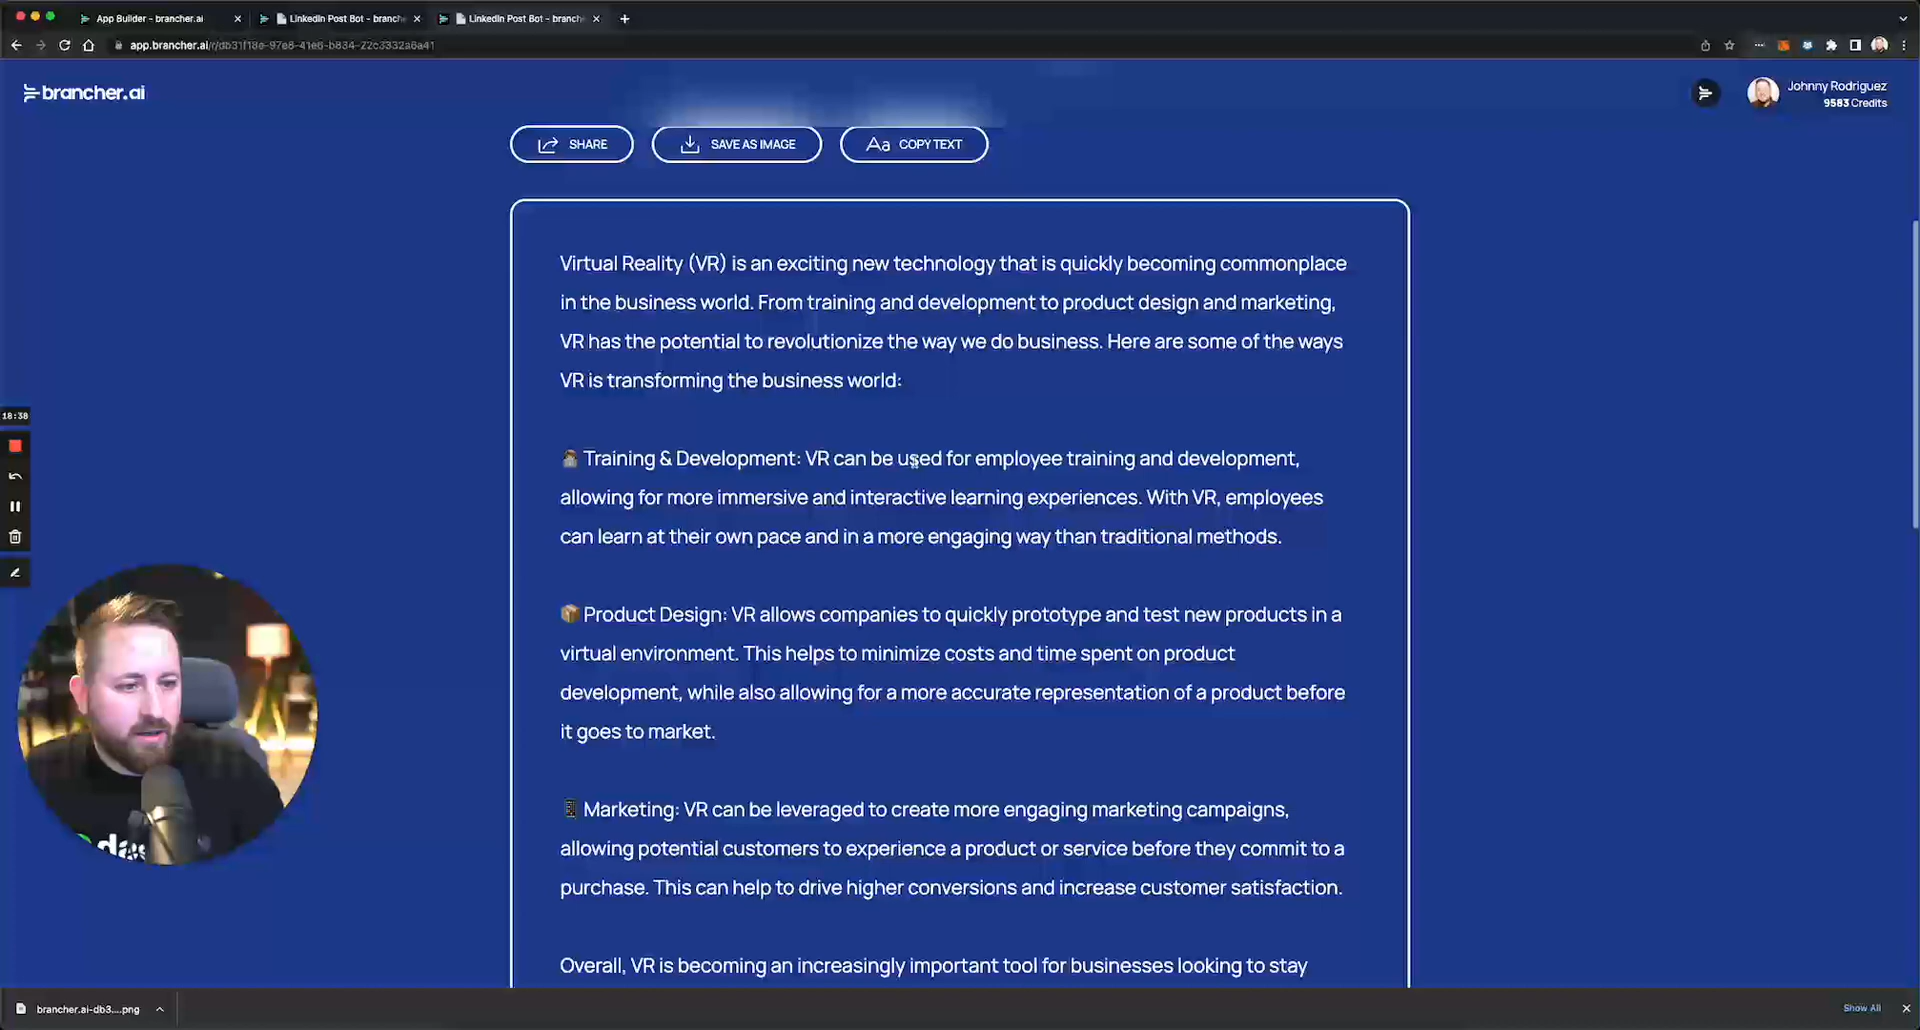 App Builder - brancher.ai
LinkedIn Post Bot - branche
LinkedIn Post Bot - branche
app.brancher.ai/r/db31f18e-97e8-41e6-b834-22c3332a6a41
brancher.ai
Johnny Rodriguez
9583 Credits
SHARE
SAVE AS IMAGE
Aa COPY TEXT
Virtual Reality (VR) is an exciting new technology that is quickly becoming commonplace
in the business world. From training and development to product design and marketing,
VR has the potential to revolutionize the way we do business. Here are some of the ways
VR is transforming the business world:
18:38
Training & Development: VR can be used for employee training and development,
allowing for more immersive and interactive learning experiences. With VR, employees
can learn at their own pace and in a more engaging way than traditional methods.
Product Design: VR allows companies to quickly prototype and test new products in a
virtual environment. This helps to minimize costs and time spent on product
development, while also allowing for a more accurate representation of a product before
it goes to market.
Marketing: VR can be leveraged to create more engaging marketing campaigns,
allowing potential customers to experience a product or service before they commit to a
purchase. This can help to drive higher conversions and increase customer satisfaction.
Overall, VR is becoming an increasingly important tool for businesses looking to stay
brancher.ai-db3....png
Show All